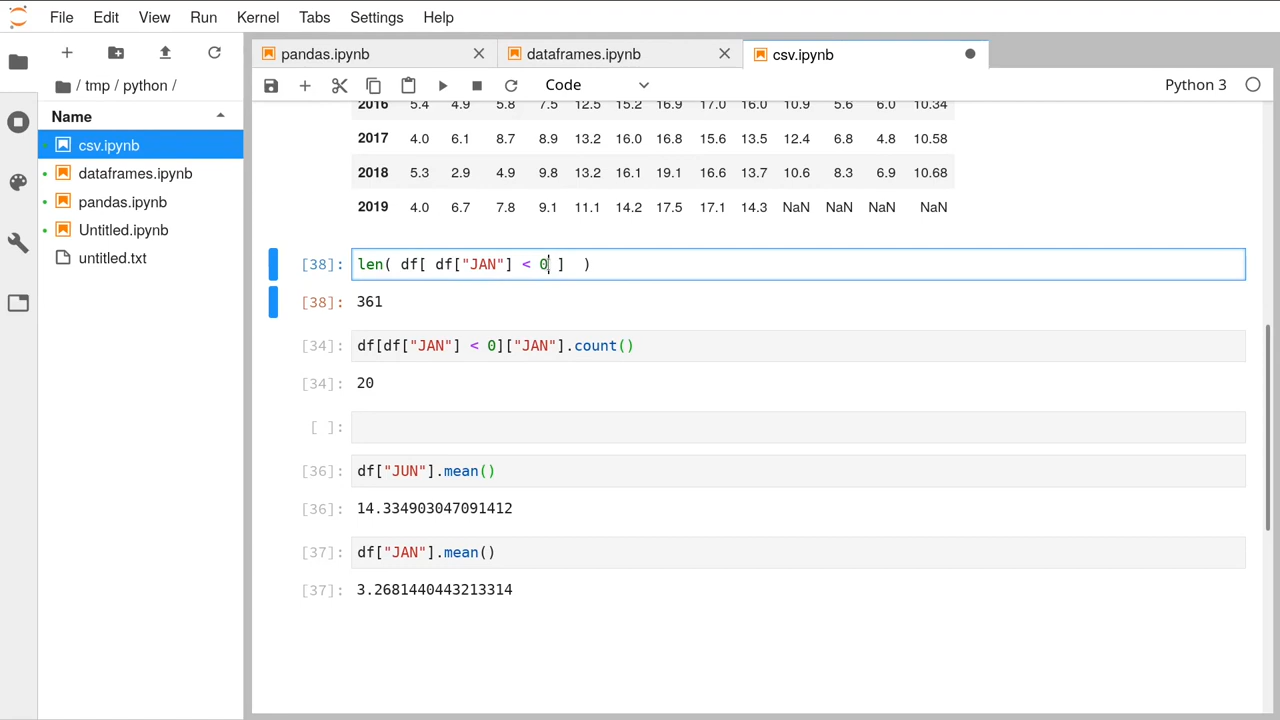 File Edit View Run Kernel Tabs Settings Help
pandas.ipynb dataframes.ipynb csv.ipynb
Code Python 3
/ tmp / python /
Name
csv.ipynb
dataframes.ipynb
pandas.ipynb
Untitled.ipynb
untitled.txt
2016 5.4 4.9 5.8 7.5 12.5 15.2 16.9 17.0 16.0 10.9 5.6 6.0 10.34
2017 4.0 6.1 8.7 8.9 13.2 16.0 16.8 15.6 13.5 12.4 6.8 4.8 10.58
2018 5.3 2.9 4.9 9.8 13.2 16.1 19.1 16.6 13.7 10.6 8.3 6.9 10.68
2019 4.0 6.7 7.8 9.1 11.1 14.2 17.5 17.1 14.3 NaN NaN NaN NaN
[38]: len( df[ df["JAN"] < 0 ]  )
[38]: 361
[34]: df[df["JAN"] < 0]["JAN"].count()
[34]: 20
[ ]:
[36]: df["JUN"].mean()
[36]: 14.334903047091412
[37]: df["JAN"].mean()
[37]: 3.2681440443213314